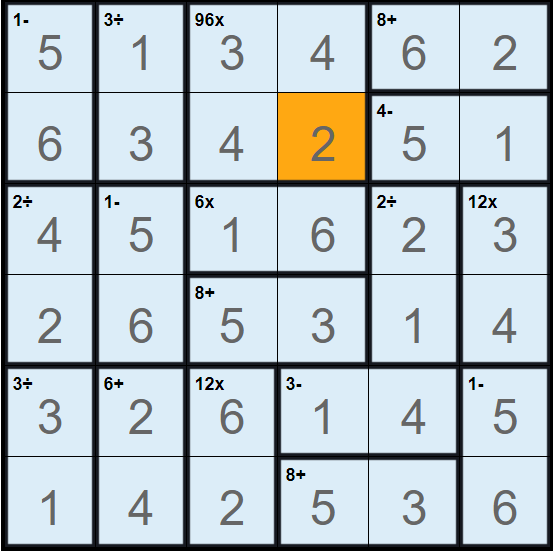 1- 3÷ 96x 8+
5 1 3 4 6 2
4-
6 3 4 2 5 1
2÷ 1- 6x 2÷ 12x
4 5 1 6 2 3
8+
2 6 5 3 1 4
3÷ 6+ 12x 3- 1-
3 2 6 1 4 5
8+
1 4 2 5 3 6